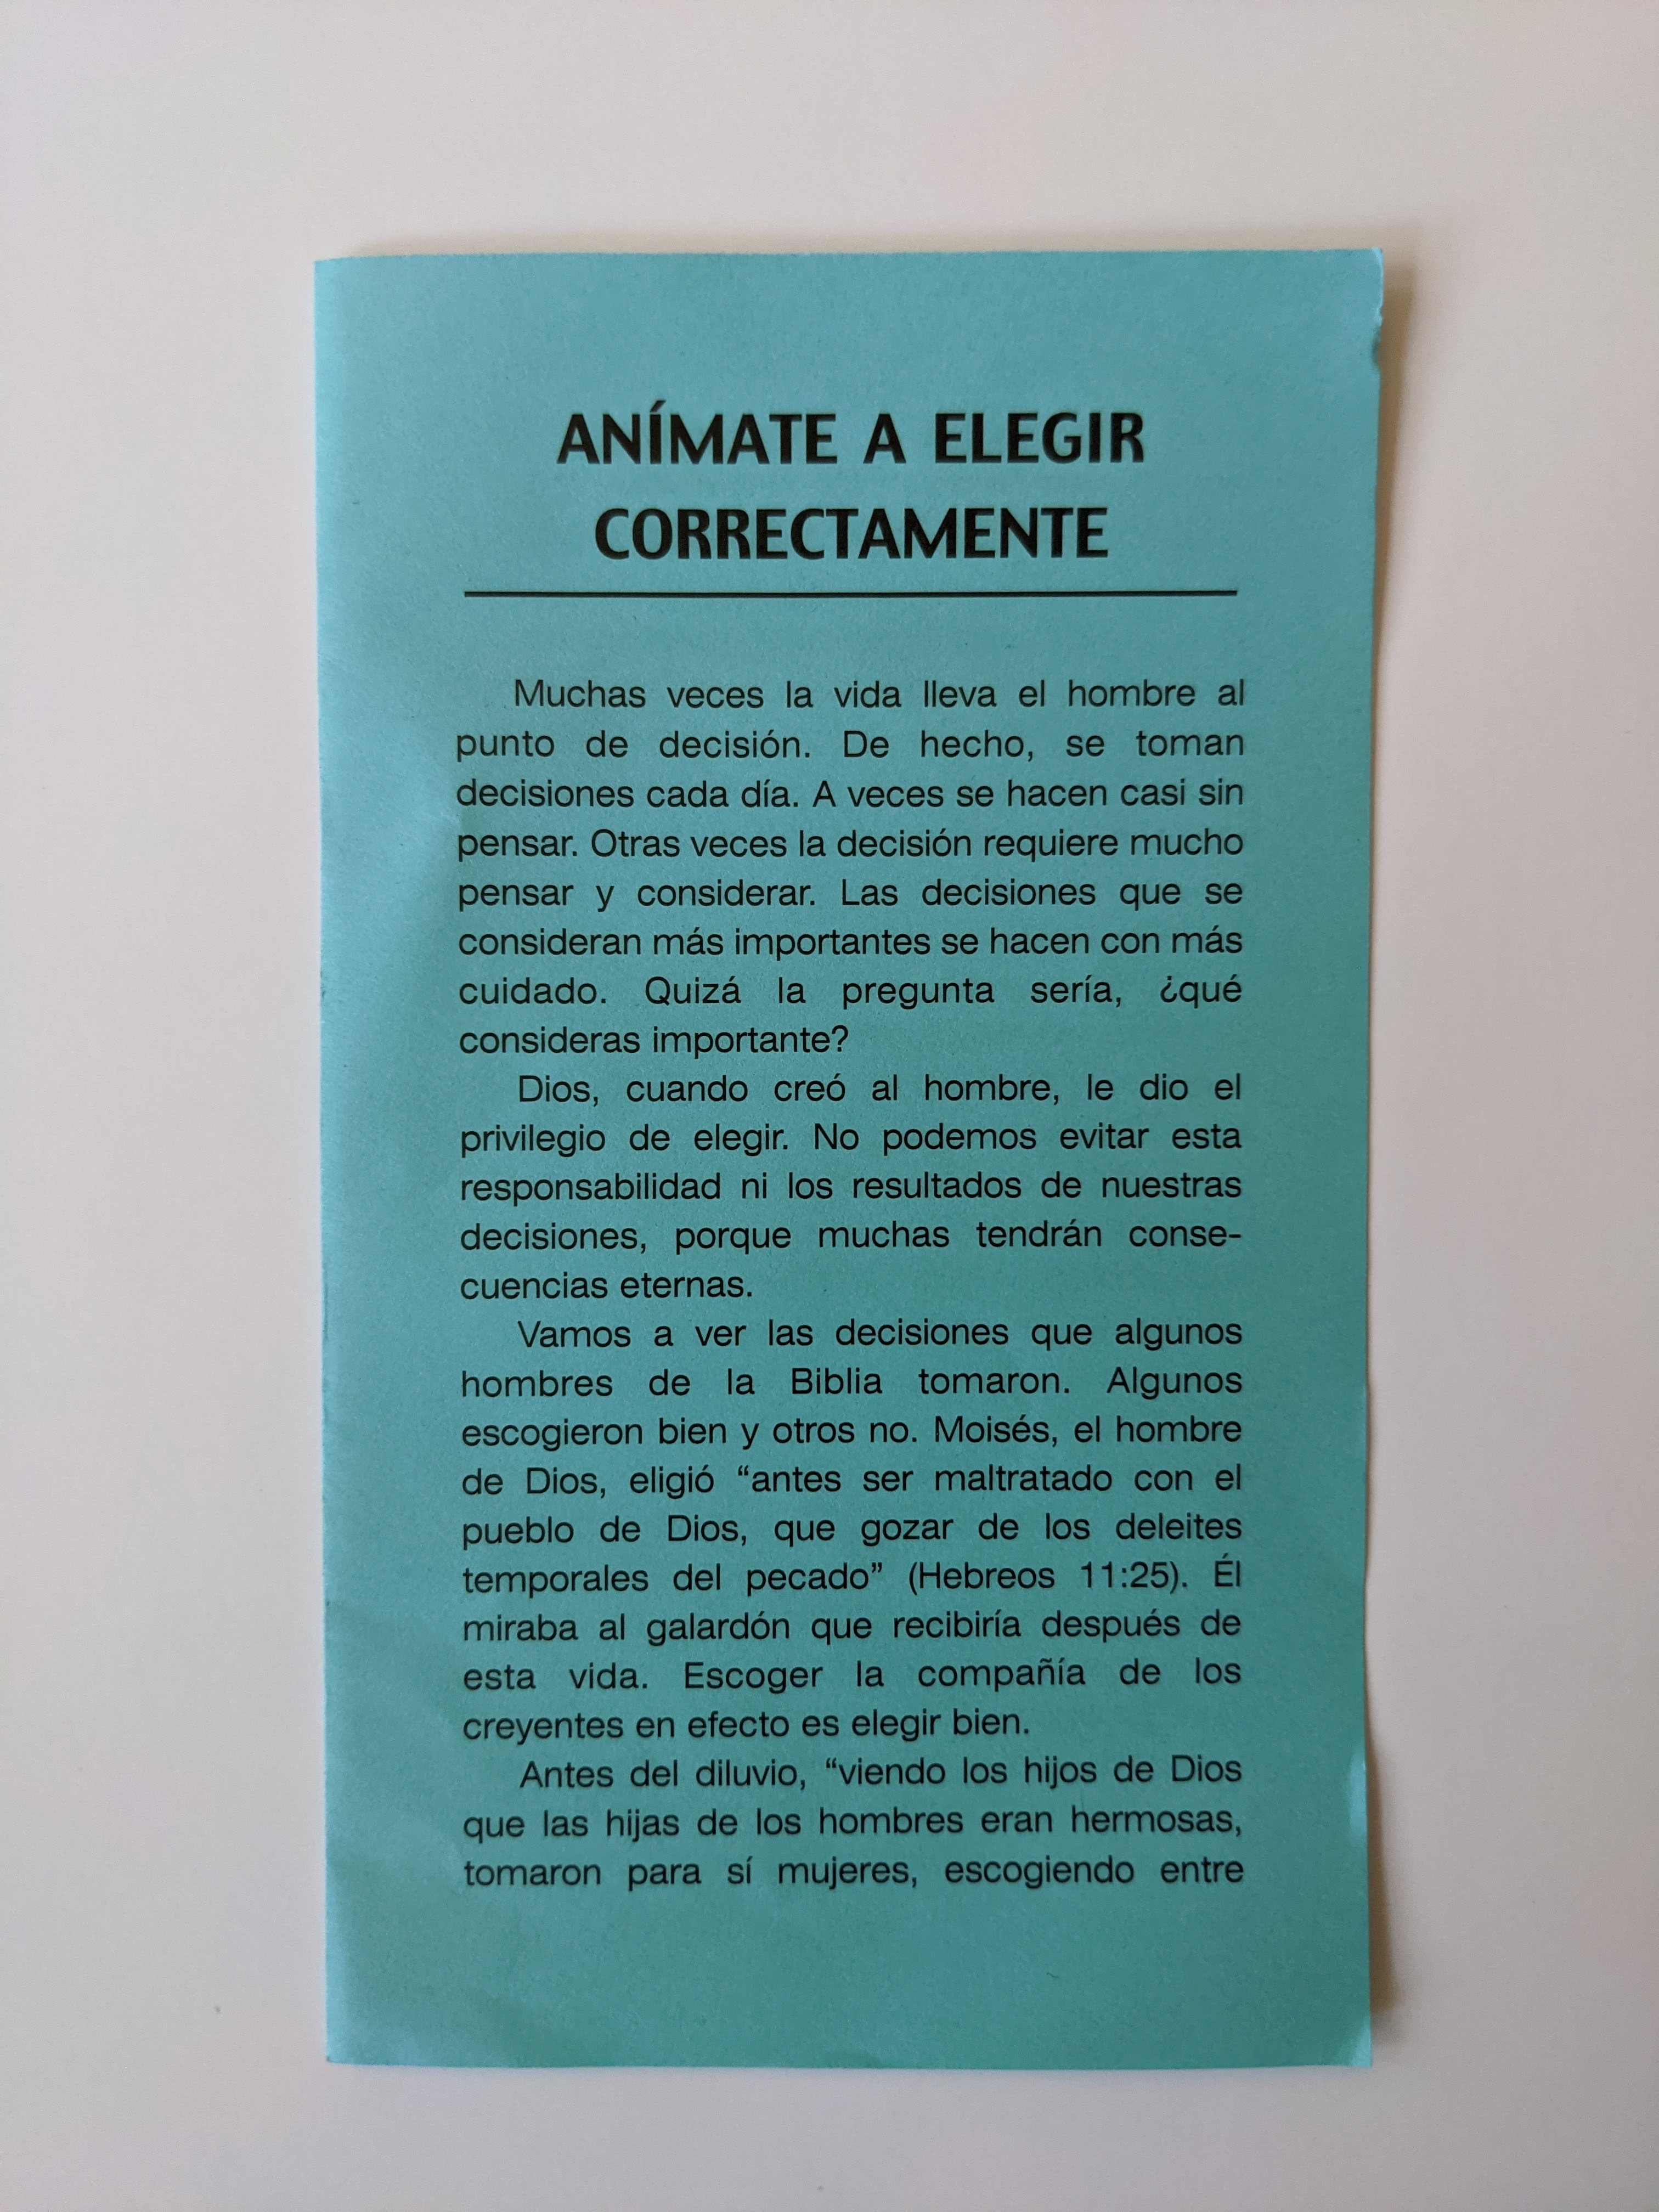 ANÍMATE A ELEGIR
CORRECTAMENTE
Muchas veces la vida lleva el hombre al
punto de decisión. De hecho, se toman
decisiones cada día. A veces se hacen casi sin
pensar. Otras veces la decisión requiere mucho
pensar y considerar. Las decisiones que se
consideran más importantes se hacen con más
cuidado. Quizá la pregunta sería, ¿qué
consideras importante?
Dios, cuando creó al hombre, le dio el
privilegio de elegir. No podemos evitar esta
responsabilidad ni los resultados de nuestras
decisiones, porque muchas tendrán conse-
cuencias eternas.
Vamos a ver las decisiones que algunos
hombres de la Biblia tomaron. Algunos
escogieron bien y otros no. Moisés, el hombre
de Dios, eligió “antes ser maltratado con el
pueblo de Dios, que gozar de los deleites
temporales del pecado” (Hebreos 11:25). Él
miraba al galardón que recibiría después de
esta vida. Escoger la compañía de los
creyentes en efecto es elegir bien.
Antes del diluvio, “viendo los hijos de Dios
que las hijas de los hombres eran hermosas,
tomaron para sí mujeres, escogiendo entre